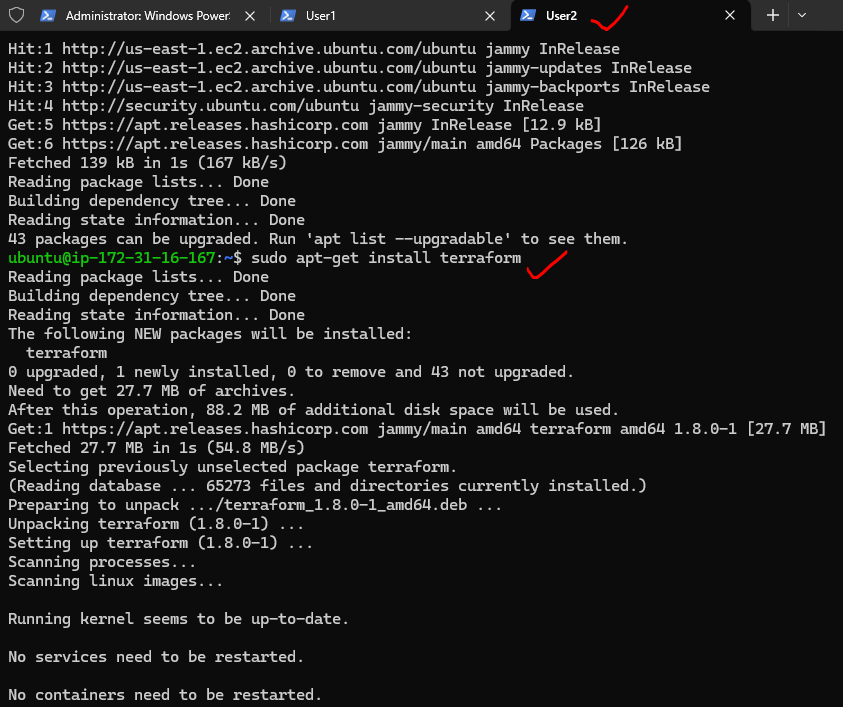 Administrator: Windows Power
User1
User2
Hit:1 http://us-east-1.ec2.archive.ubuntu.com/ubuntu jammy InRelease
Hit:2 http://us-east-1.ec2.archive.ubuntu.com/ubuntu jammy-updates InRelease
Hit:3 http://us-east-1.ec2.archive.ubuntu.com/ubuntu jammy-backports InRelease
Hit:4 http://security.ubuntu.com/ubuntu jammy-security InRelease
Get:5 https://apt.releases.hashicorp.com jammy InRelease [12.9 kB]
Get:6 https://apt.releases.hashicorp.com jammy/main amd64 Packages [126 kB]
Fetched 139 kB in 1s (167 kB/s)
Reading package lists... Done
Building dependency tree... Done
Reading state information... Done
43 packages can be upgraded. Run 'apt list --upgradable' to see them.
ubuntu@ip-172-31-16-167:~$ sudo apt-get install terraform
Reading package lists... Done
Building dependency tree... Done
Reading state information... Done
The following NEW packages will be installed:
  terraform
0 upgraded, 1 newly installed, 0 to remove and 43 not upgraded.
Need to get 27.7 MB of archives.
After this operation, 88.2 MB of additional disk space will be used.
Get:1 https://apt.releases.hashicorp.com jammy/main amd64 terraform amd64 1.8.0-1 [27.7 MB]
Fetched 27.7 MB in 1s (54.8 MB/s)
Selecting previously unselected package terraform.
(Reading database ... 65273 files and directories currently installed.)
Preparing to unpack .../terraform_1.8.0-1_amd64.deb ...
Unpacking terraform (1.8.0-1) ...
Setting up terraform (1.8.0-1) ...
Scanning processes...
Scanning linux images...
Running kernel seems to be up-to-date.
No services need to be restarted.
No containers need to be restarted.